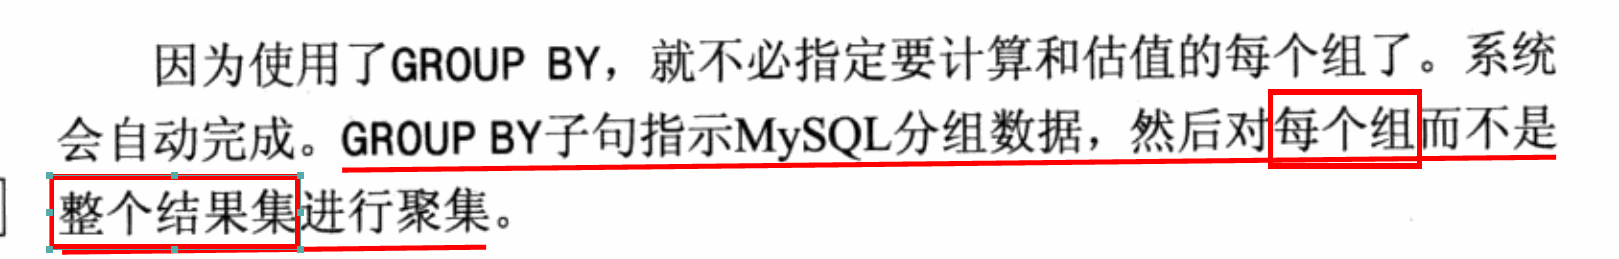 因为使用了GROUP BY，就不必指定要计算和估值的每个组了。系统
会自动完成。GROUP BY子句指示MySQL分组数据，然后对每个组而不是
整个结果集进行聚集。